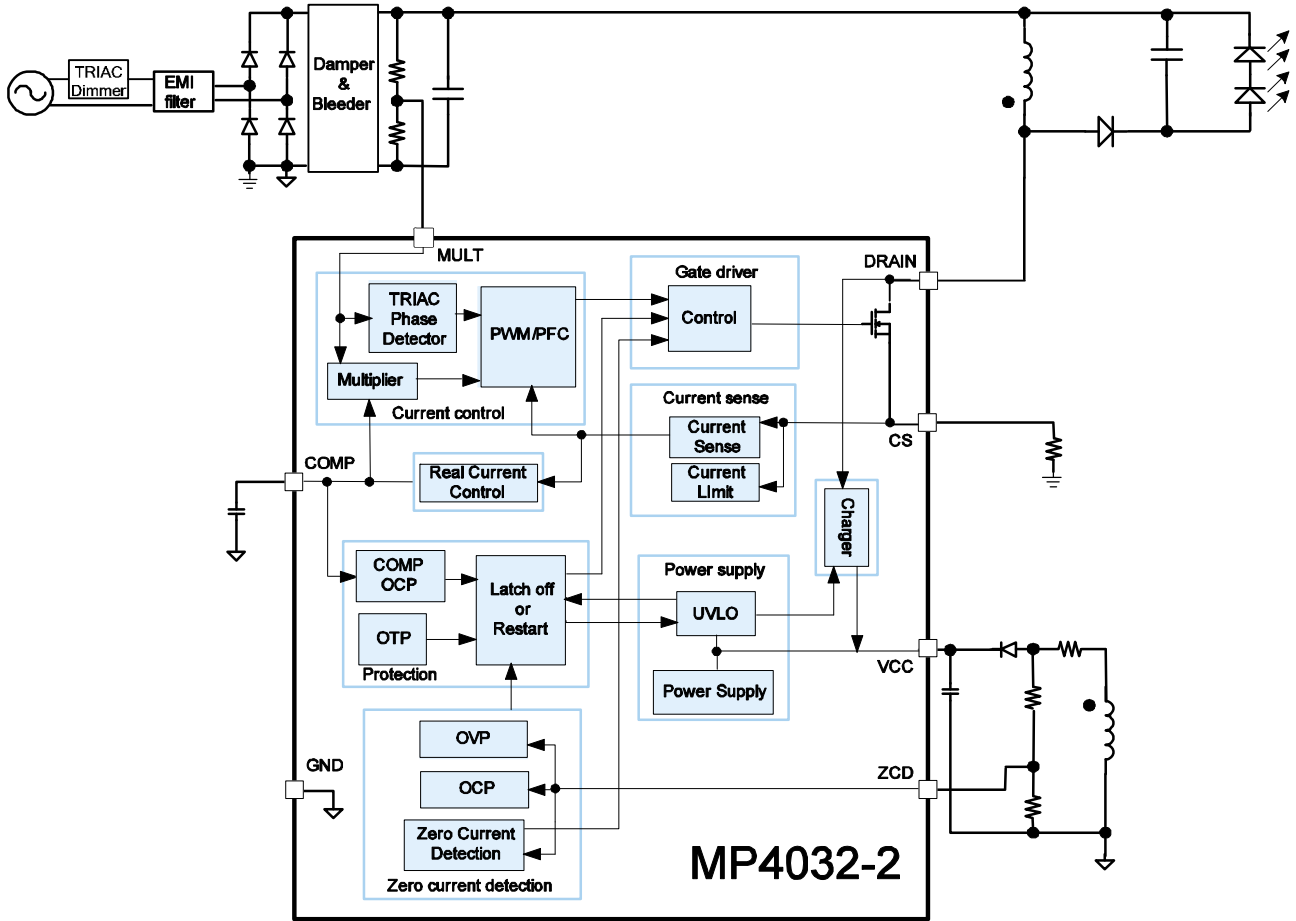 TRIAC
Dimmer
EMI
filter
Damper
&
Bleeder
MULT
DRAIN
Gate driver
TRIAC
Phase
Detector
PWM/PFC
Control
Multiplier
Current control
Current sense
Current
Sense
CS
COMP
Real Current
Control
Current
LImit
Charger
COMP
OCP
Latch off
or
Restart
Power supply
UVLO
OTP
Protection
VCC
Power Supply
OVP
GND
ZCD
OCP
Zero Current
Detection
Zero current detection
MP4032-2